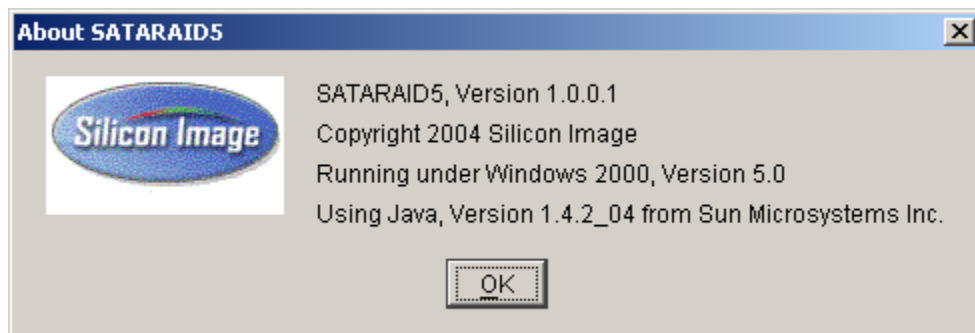 About SATARAID5
Silicon Image
SATARAID5, Version 1.0.0.1
Copyright 2004 Silicon Image
Running under Windows 2000, Version 5.0
Using Java, Version 1.4.2_04 from Sun Microsystems Inc.
OK